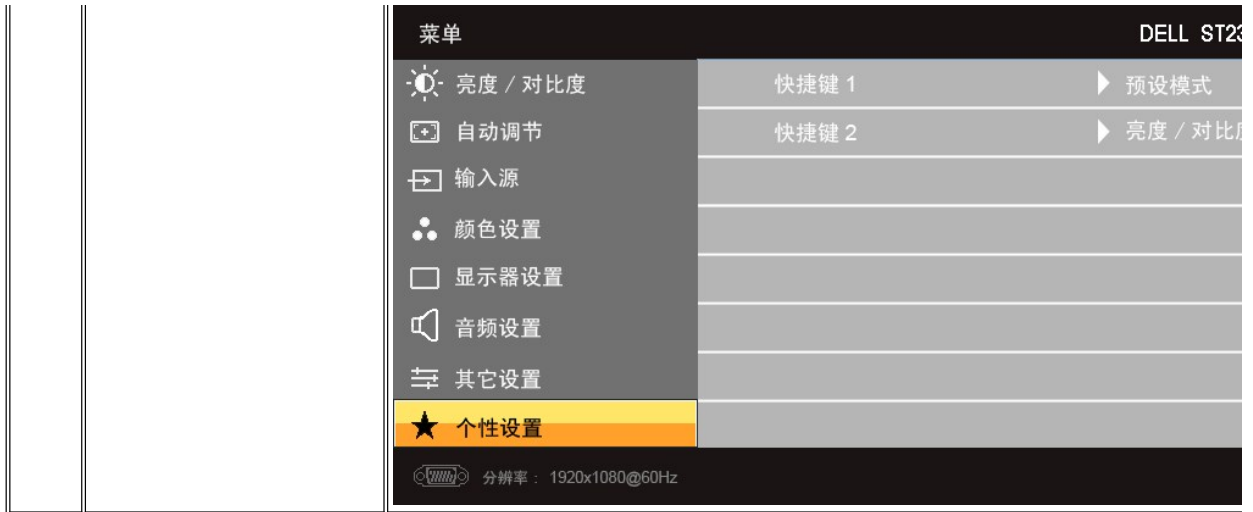 菜单 DELL ST23
亮度 / 对比度 快捷键 1 预设模式
自动调节 快捷键 2 亮度 / 对比度
输入源
颜色设置
显示器设置
音频设置
其它设置
个性设置
分辨率： 1920x1080@60Hz